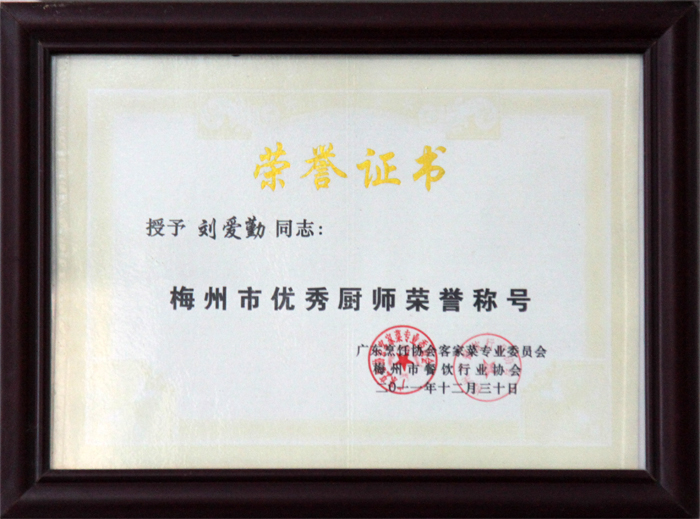 荣誉证书
授予 刘爱勤 同志：
梅州市优秀厨师荣誉称号
广东烹饪协会客家菜专业委员会
梅州市餐饮行业协会
二〇一一年十二月三十日